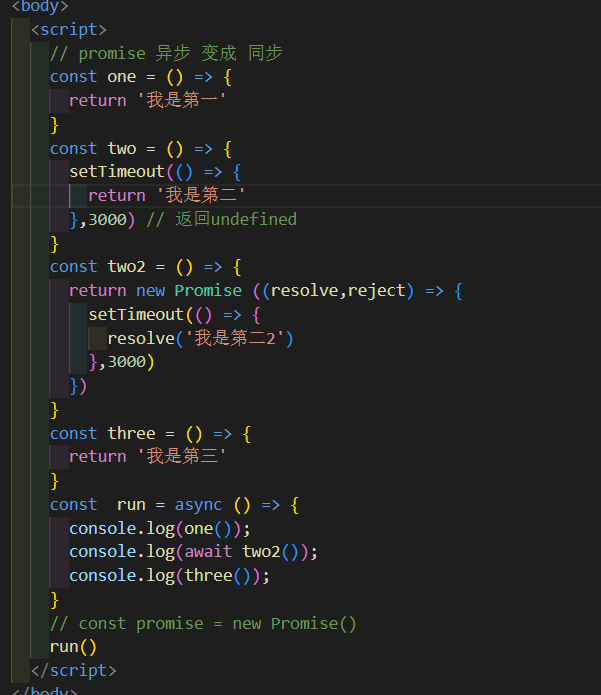 <body>
<script>
// promise 异步 变成 同步
const one = () => {
return '我是第一'
}
const two = () => {
setTimeout(() => {
return '我是第二'
},3000) // 返回undefined
}
const two2 = () => {
return new Promise ((resolve,reject) => {
setTimeout(() => {
resolve('我是第二2')
},3000)
})
}
const three = () => {
return '我是第三'
}
const  run = async () => {
console.log(one());
console.log(await two2());
console.log(three());
}
// const promise = new Promise()
run()
</script>
</body>